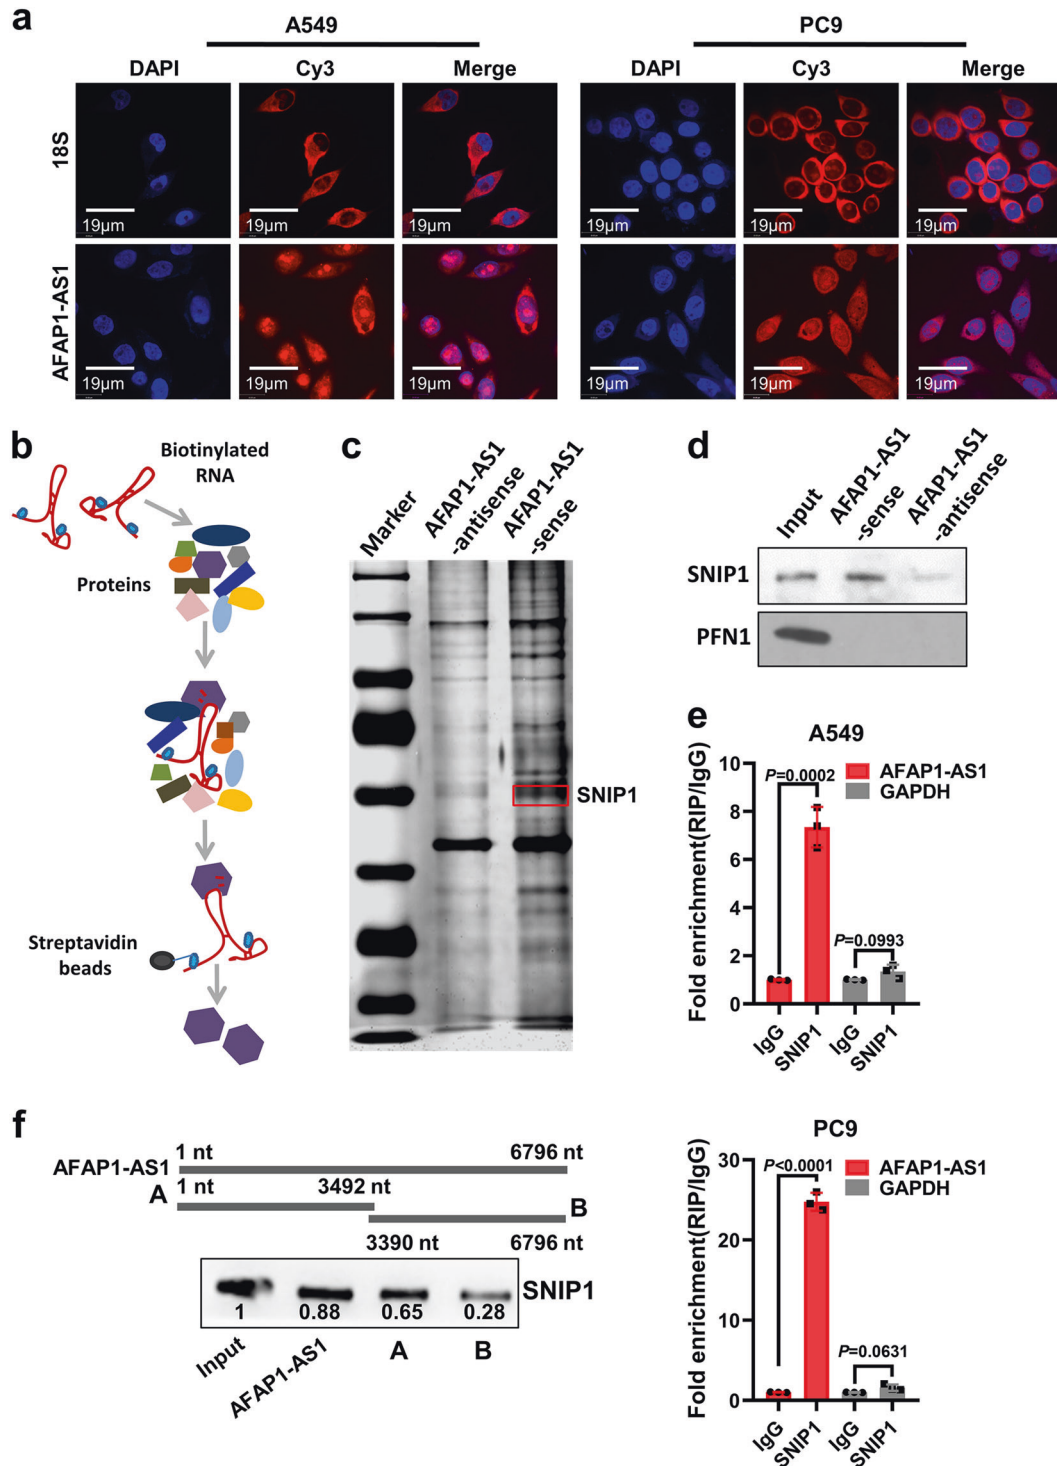 a
A549
PC9
DAPI
Cy3
Merge
DAPI
Cy3
Merge
18S
19µm
19µm
19µm
19µm
19µm
19µm
AFAP1-AS1
19µm
19µm
19µm
19µm
19µm
19µm
b
Biotinylated
RNA
Proteins
Streptavidin
beads
c
Marker
AFAP1-AS1
-antisense
AFAP1-AS1
-sense
SNIP1
d
Input
AFAP1-AS1
-sense
AFAP1-AS1
-antisense
SNIP1
PFN1
e
A549
Fold enrichment(RIP/IgG)
10
8
6
4
2
0
P=0.0002
P=0.0993
AFAP1-AS1
GAPDH
IgG
SNIP1
IgG
SNIP1
PC9
Fold enrichment(RIP/IgG)
30
20
10
0
P<0.0001
P=0.0631
AFAP1-AS1
GAPDH
IgG
SNIP1
IgG
SNIP1
f
1 nt
6796 nt
AFAP1-AS1
A
1 nt
3492 nt
B
3390 nt
6796 nt
SNIP1
1
0.88
0.65
0.28
Input
AFAP1-AS1
A
B